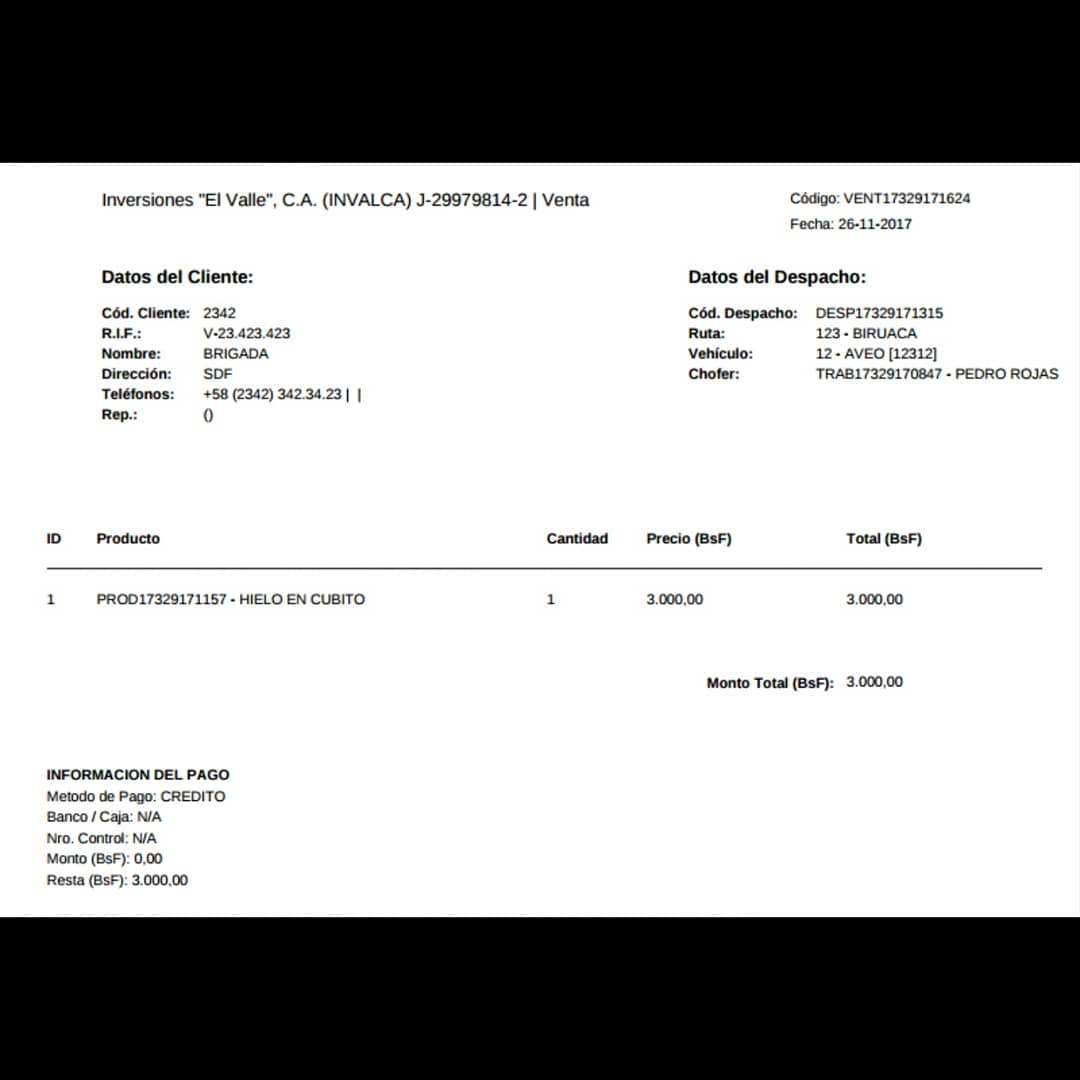 Inversiones "El Valle", C.A. (INVALCA) J-29979814-2 | Venta
Código: VENT17329171624
Fecha: 26-11-2017
Datos del Cliente:
Cód. Cliente: 2342
R.I.F.: V-23.423.423
Nombre: BRIGADA
Dirección: SDF
Teléfonos: +58 (2342) 342.34.23 | |
Rep.: ()
Datos del Despacho:
Cód. Despacho: DESP17329171315
Ruta: 123 - BIRUACA
Vehículo: 12 - AVEO [12312]
Chofer: TRAB17329170847 - PEDRO ROJAS
ID Producto Cantidad Precio (BsF) Total (BsF)
1 PROD17329171157 - HIELO EN CUBITO 1 3.000,00 3.000,00
Monto Total (BsF): 3.000,00
INFORMACION DEL PAGO
Metodo de Pago: CREDITO
Banco / Caja: N/A
Nro. Control: N/A
Monto (BsF): 0,00
Resta (BsF): 3.000,00